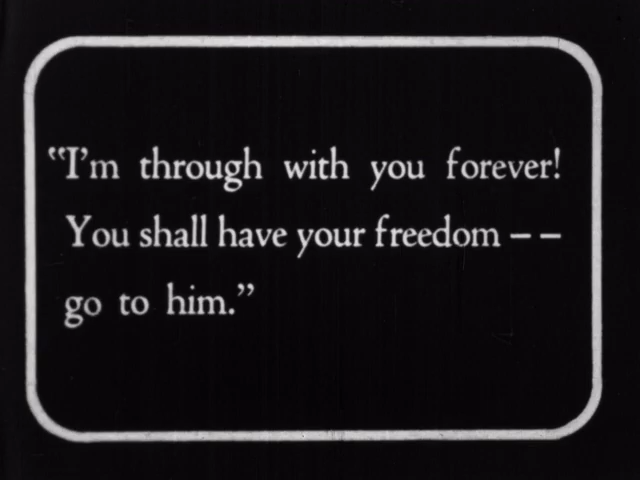 “I'm through with you forever!
You shall have your freedom – –
go to him.”